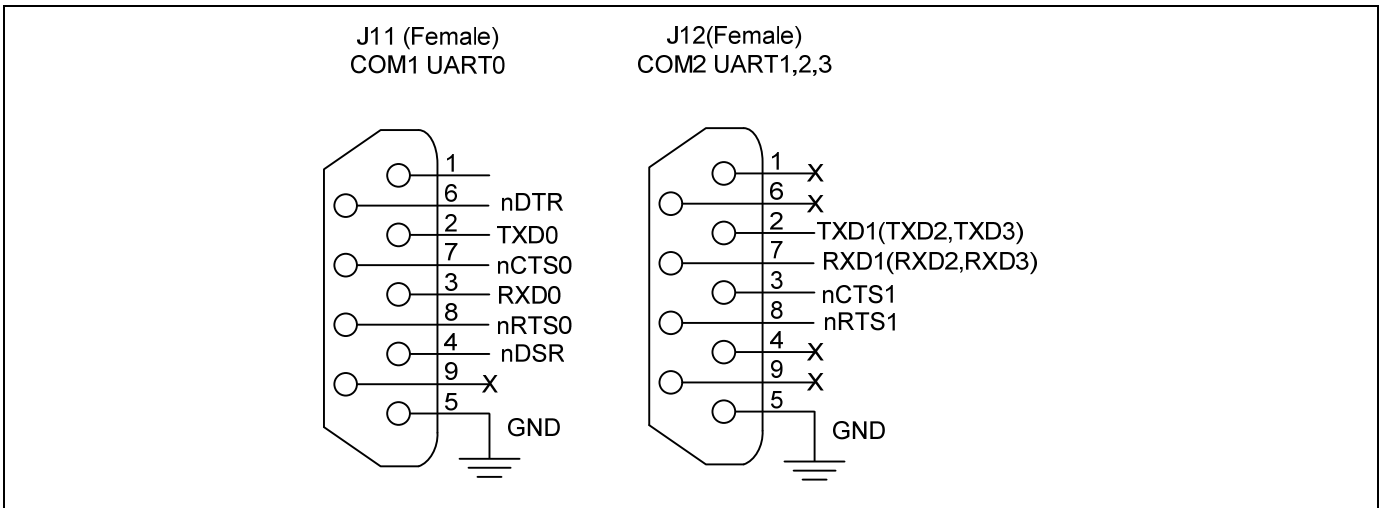 J11 (Female)
COM1 UART0
1
6 nDTR
2 TXD0
7 nCTS0
3 RXD0
8 nRTS0
4 nDSR
9 X
5
GND
J12(Female)
COM2 UART1,2,3
1 X
6 X
2 TXD1(TXD2,TXD3)
7 RXD1(RXD2,RXD3)
3 nCTS1
8 nRTS1
4 X
9 X
5
GND